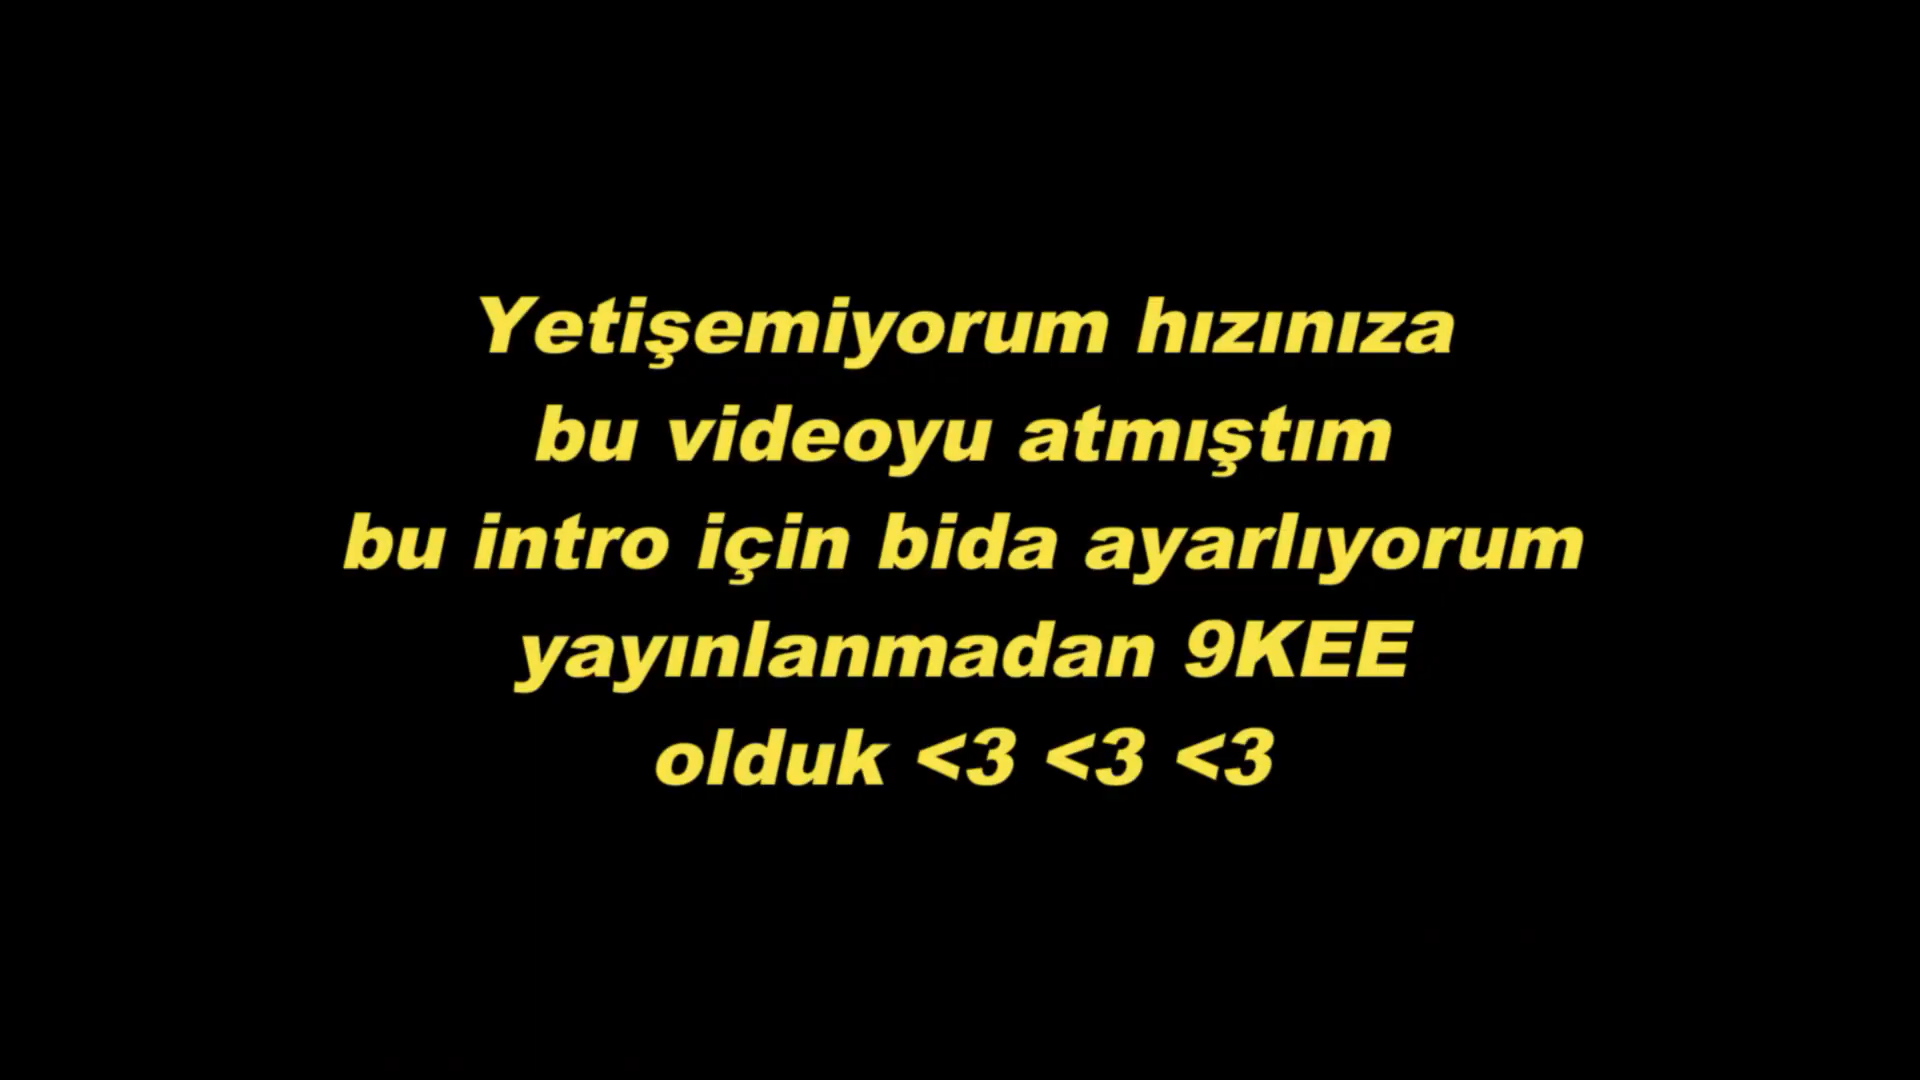 Yetişemiyorum hızınıza
bu videoyu atmıştım
bu intro için bida ayarlıyorum
yayınlanmadan 9KEE
olduk <3 <3 <3